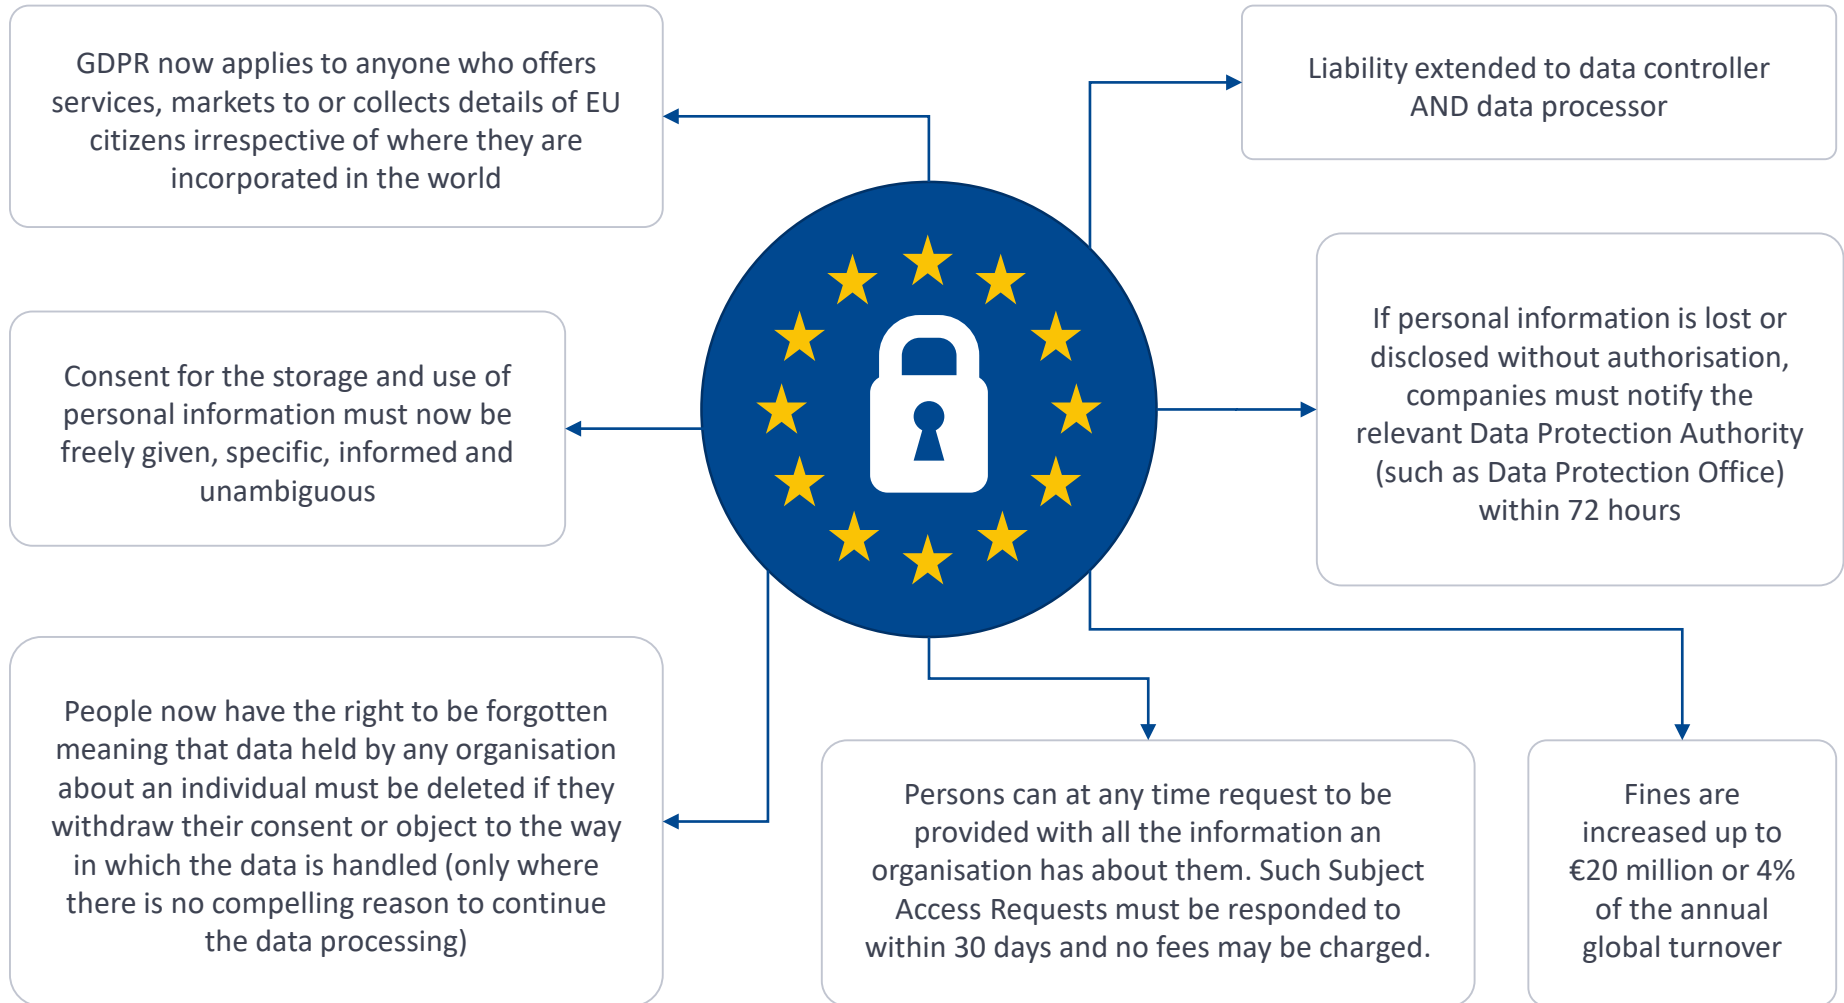 GDPR now applies to anyone who offers
services, markets to or collects details of EU
citizens irrespective of where they are
incorporated in the world
Liability extended to data controller
AND data processor
Consent for the storage and use of
personal information must now be
freely given, specific, informed and
unambiguous
If personal information is lost or
disclosed without authorisation,
companies must notify the
relevant Data Protection Authority
(such as Data Protection Office)
within 72 hours
People now have the right to be forgotten
meaning that data held by any organisation
about an individual must be deleted if they
withdraw their consent or object to the way
in which the data is handled (only where
there is no compelling reason to continue
the data processing)
Persons can at any time request to be
provided with all the information an
organisation has about them. Such Subject
Access Requests must be responded to
within 30 days and no fees may be charged.
Fines are
increased up to
€20 million or 4%
of the annual
global turnover